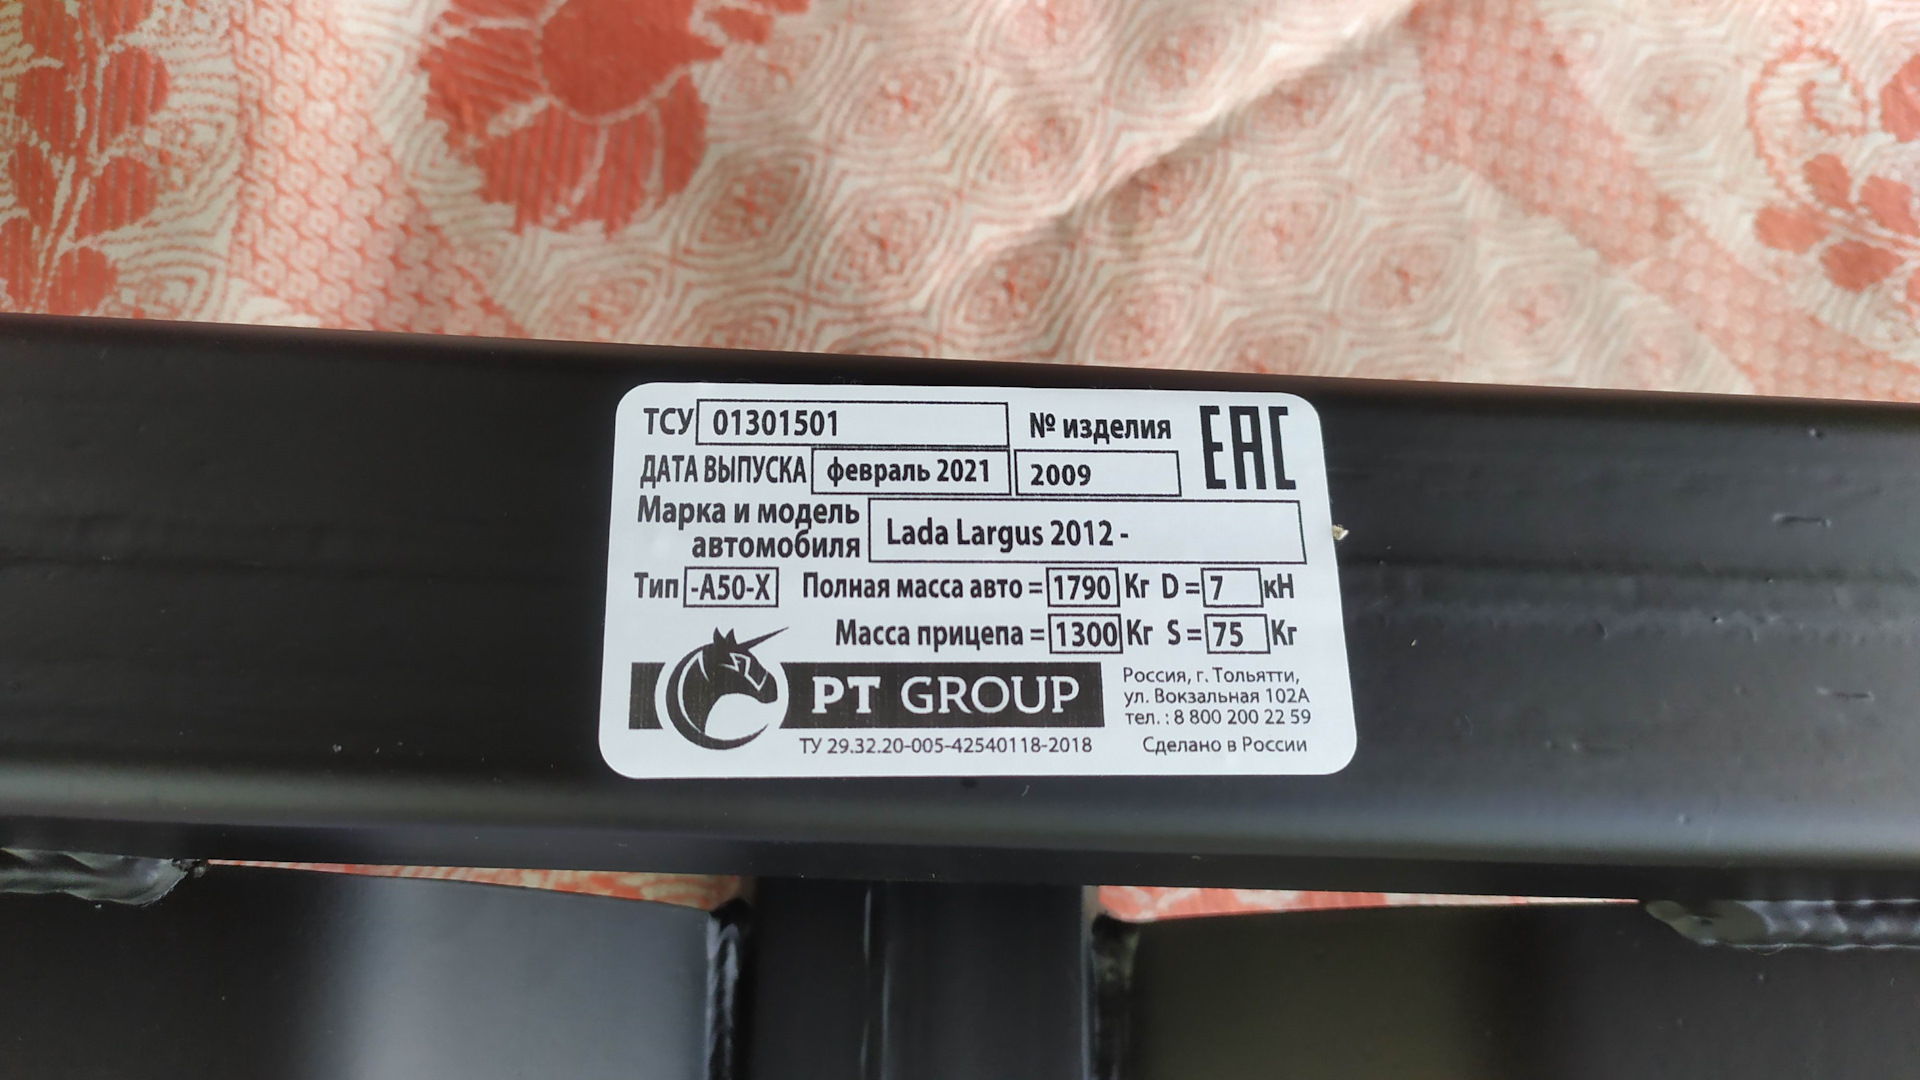 ТСУ 01301501 № изделия EAC
ДАТА ВЫПУСКА февраль 2021 2009
Марка и модель
автомобиля Lada Largus 2012 -
Тип -A50-X Полная масса авто = 1790 Кг D = 7 кН
Масса прицепа = 1300 Кг S = 75 Кг
PT GROUP
ТУ 29.32.20-005-42540118-2018
Россия, г. Тольятти,
ул. Вокзальная 102А
тел. : 8 800 200 22 59
Сделано в России